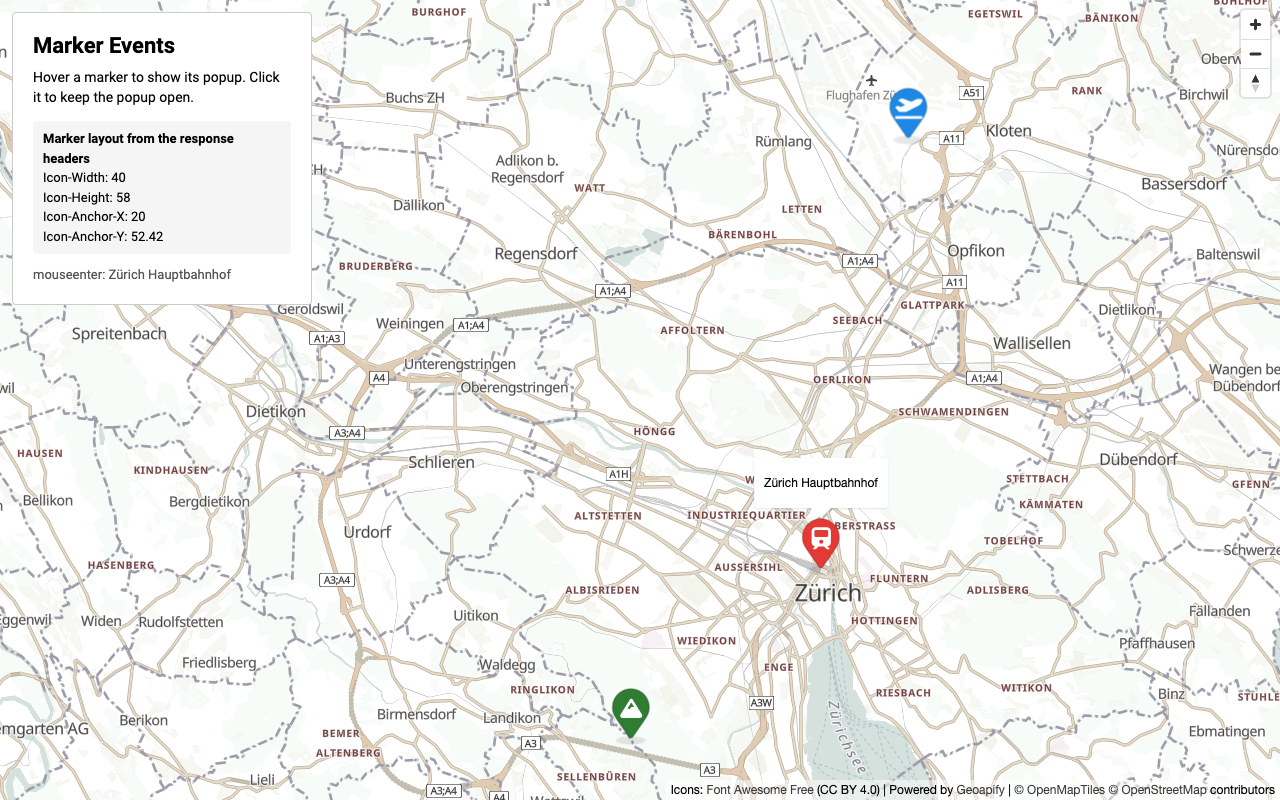 Marker Events
Hover a marker to show its popup. Click
it to keep the popup open.
Marker layout from the response
headers
Icon-Width: 40
Icon-Height: 58
Icon-Anchor-X: 20
Icon-Anchor-Y: 52.42
mouseenter: Zürich Hauptbahnhof
BURGHOF
EGETSWIL
BÄNIKON
Buchs ZH
A51
RANK
Birchwil
Rümlang
A11
Kloten
Adlikon b.
Regensdorf
WATT
Bassersdorf
Dällikon
LETTEN
BÄRENBOHL
Regensdorf
Opfikon
Baltenswil
BRUDERBERG
A1;A4
A11
A1;A4
GLATTPARK
Geroldswil
Dietlikon
Weiningen
A1;A4
SEEBACH
Spreitenbach
A1;A3
AFFOLTERN
Wallisellen
Unterengstringen
A4
OERLIKON
A1;A4
Wangen be
Dübendorf
Oberengstringen
Dietikon
SCHWAMENDINGEN
A3;A4
HÖNGG
HAUSEN
KINDHAUSEN
Schlieren
A1H
Dübendorf
STETTBACH
Bellikon
Bergdietikon
Zürich Hauptbahnhof
KÄMMATEN
ALTSTETTEN
INDUSTRIEQUARTIER
BERSTRASS
Urdorf
TOBELHOF
HASENBERG
AUSSERSIHL
A3;A4
FLUNTERN
ALBISRIEDEN
Zürich
ADLISBERG
Uitikon
Fällanden
Widen
Rudolfstetten
HOTTINGEN
WIEDIKON
Pfaffhausen
Friedlisberg
Waldegg
ENGE
RINGLIKON
RIESBACH
WITIKON
Binz
A3W
Birmensdorf
Landikon
Berikon
Zürichsee
Ebmatingen
BEMER
A3
ALTENBERG
A3
SELLENBÜREN
Lieli
A3;A4
A4
Icons: Font Awesome Free (CC BY 4.0) | Powered by Geoapify | © OpenMapTiles © OpenStreetMap contributors